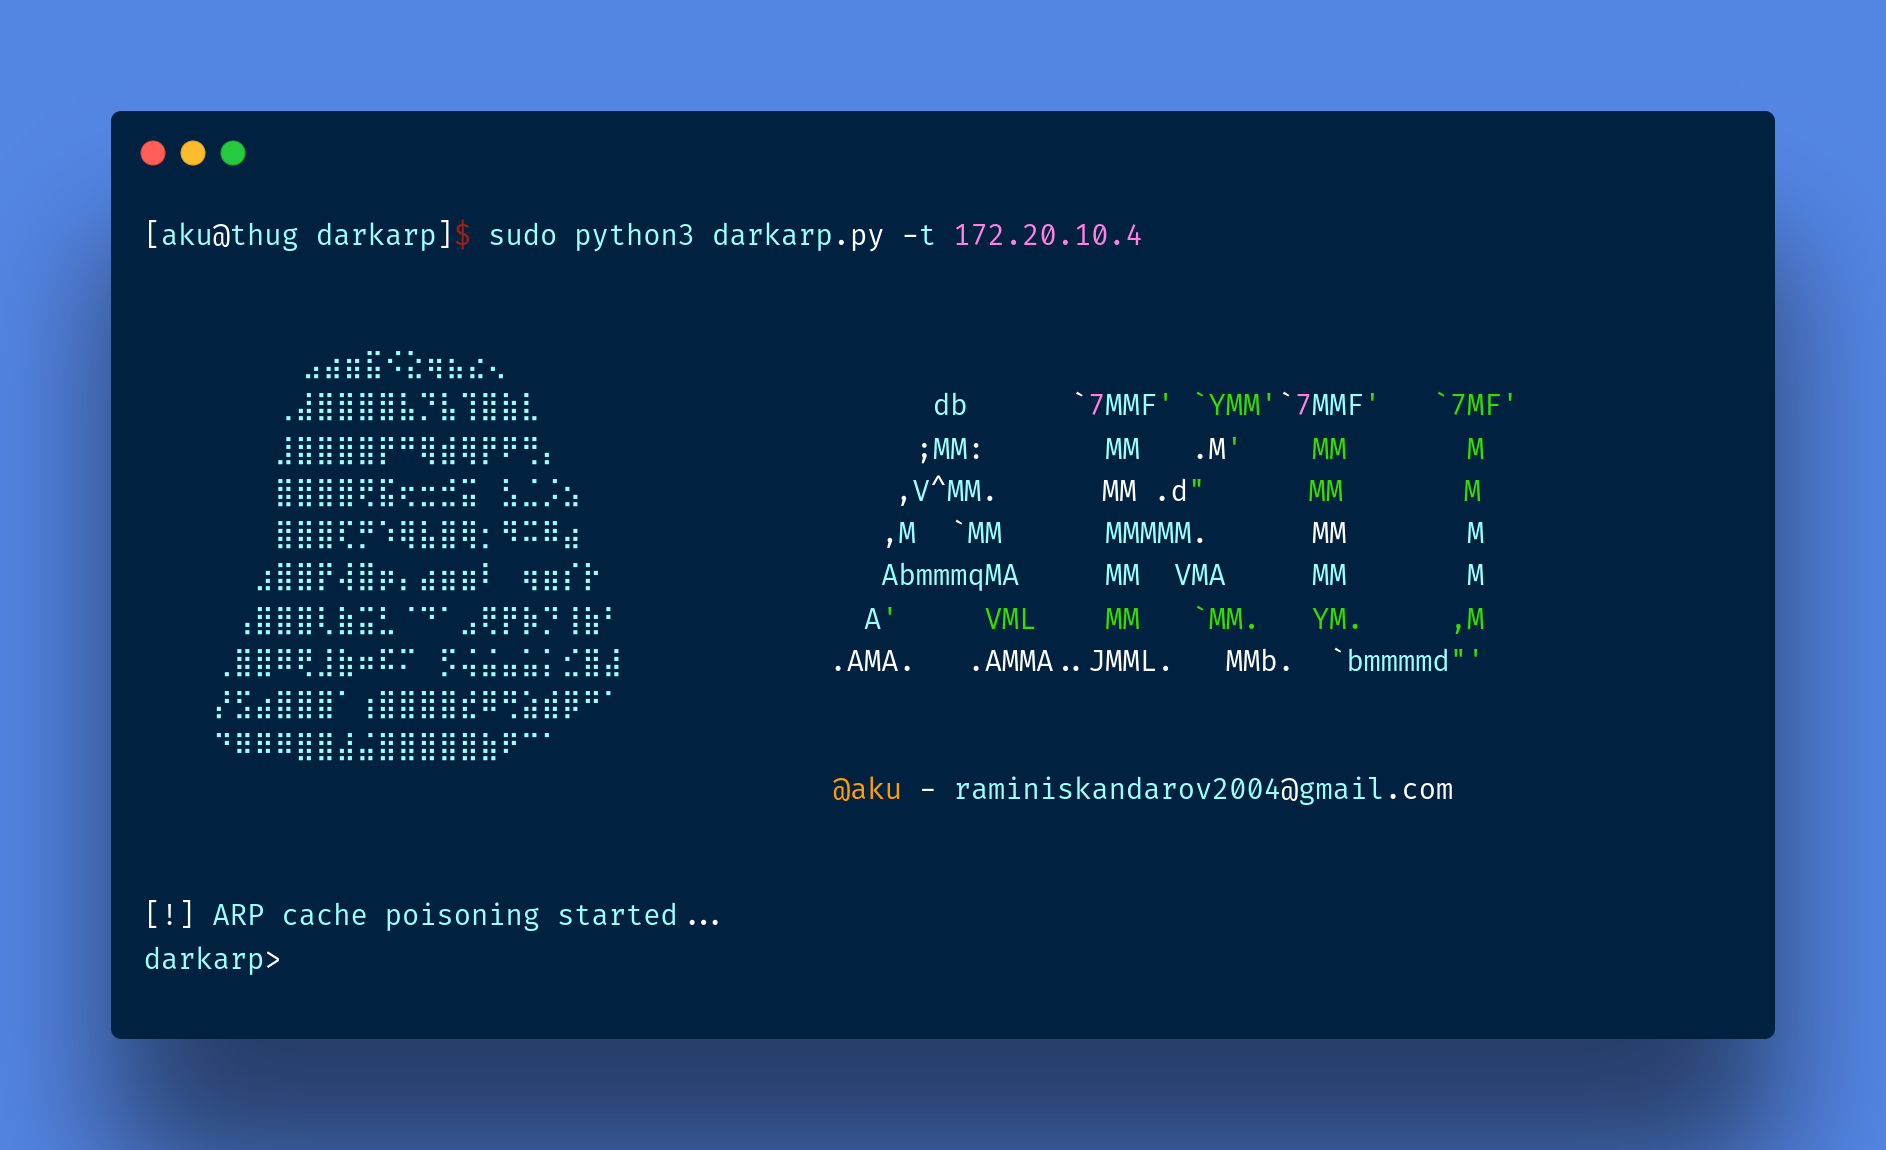 [aku@thug darkarp]$ sudo python3 darkarp.py -t 172.20.10.4
db `7MMF' `YMM'`7MMF' `7MF'
;MM: MM .M' MM M
,V^MM. MM .d" MM M
,M `MM MMMMM. MM M
AbmmmqMA MM VMA MM M
A' VML MM `MM. YM. ,M
.AMA. .AMMA..JMML. MMb. `bmmmmd"'
@aku - raminiskandarov2004@gmail.com
[!] ARP cache poisoning started...
darkarp>